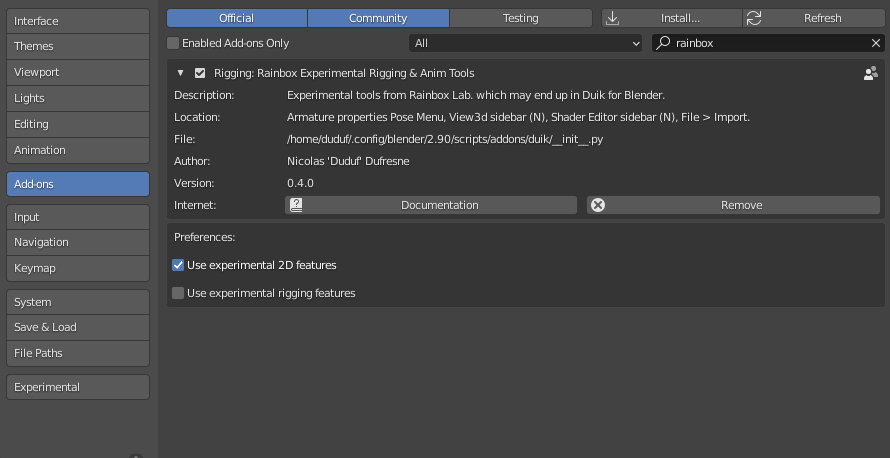 Interface
Themes
Viewport
Lights
Editing
Animation
Add-ons
Input
Navigation
Keymap
System
Save & Load
File Paths
Experimental
Official Community Testing Install... Refresh
Enabled Add-ons Only All rainbox
Rigging: Rainbox Experimental Rigging & Anim Tools
Description: Experimental tools from Rainbox Lab. which may end up in Duik for Blender.
Location: Armature properties Pose Menu, View3d sidebar (N), Shader Editor sidebar (N), File > Import.
File: /home/duduf/.config/blender/2.90/scripts/addons/duik/__init__.py
Author: Nicolas 'Duduf' Dufresne
Version: 0.4.0
Internet: Documentation Remove
Preferences:
Use experimental 2D features
Use experimental rigging features